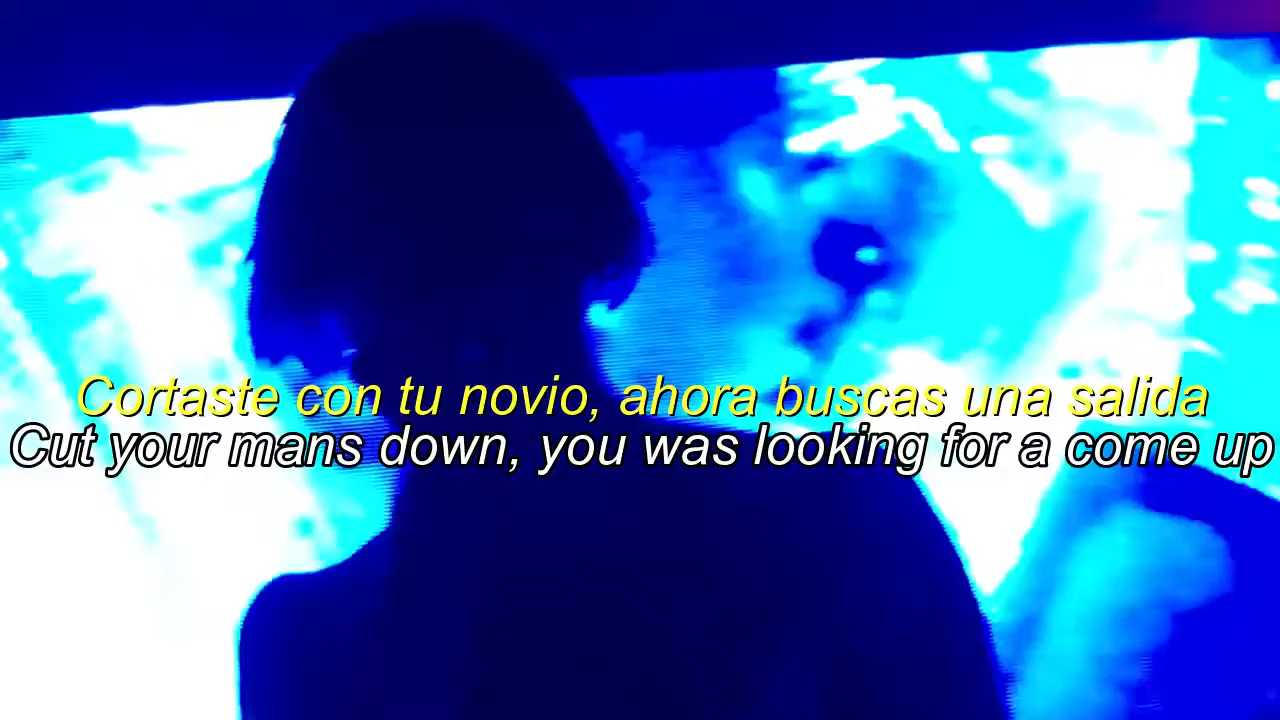 Cortaste con tu novio, ahora buscas una salida
Cut your mans down, you was looking for a come up